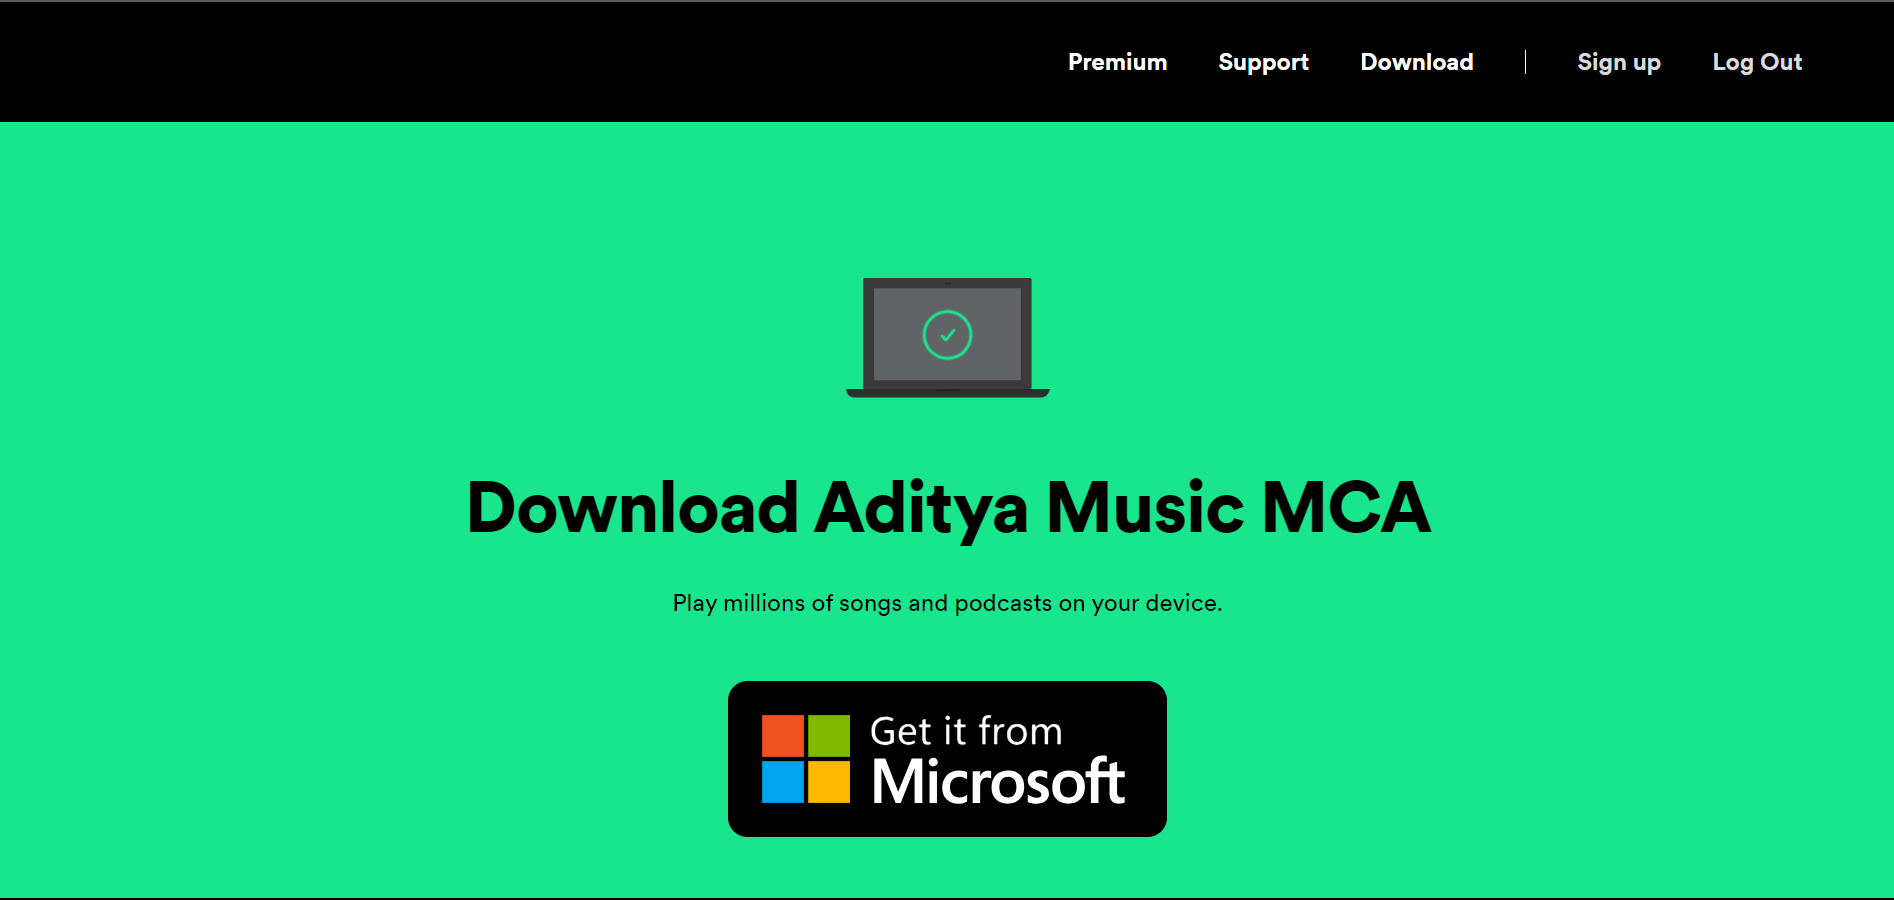 Premium Support Download Sign up Log Out
Download Aditya Music MCA
Play millions of songs and podcasts on your device.
Get it from
Microsoft